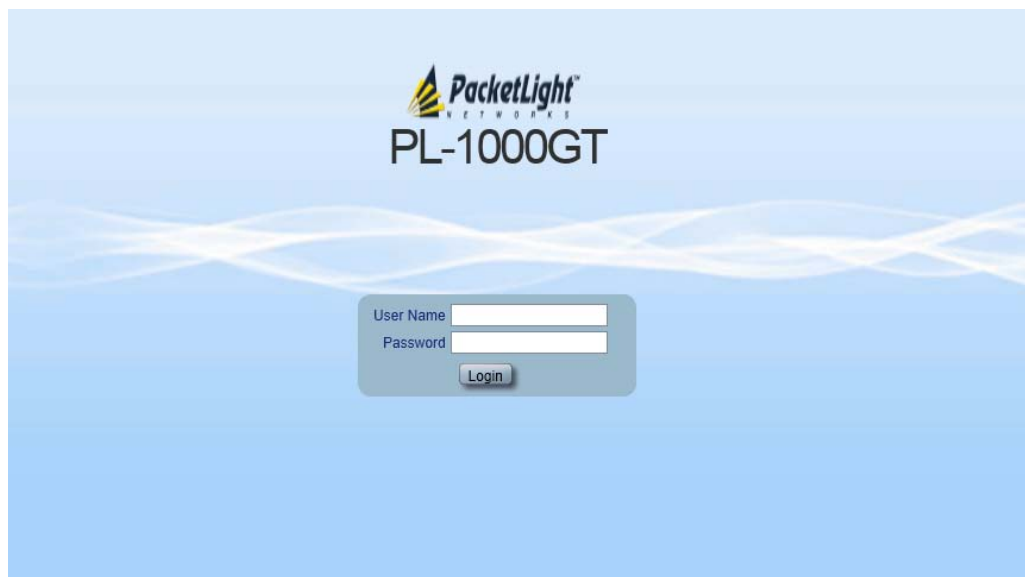 PacketLight™
NETWORKS
PL-1000GT
User Name
Password
Login